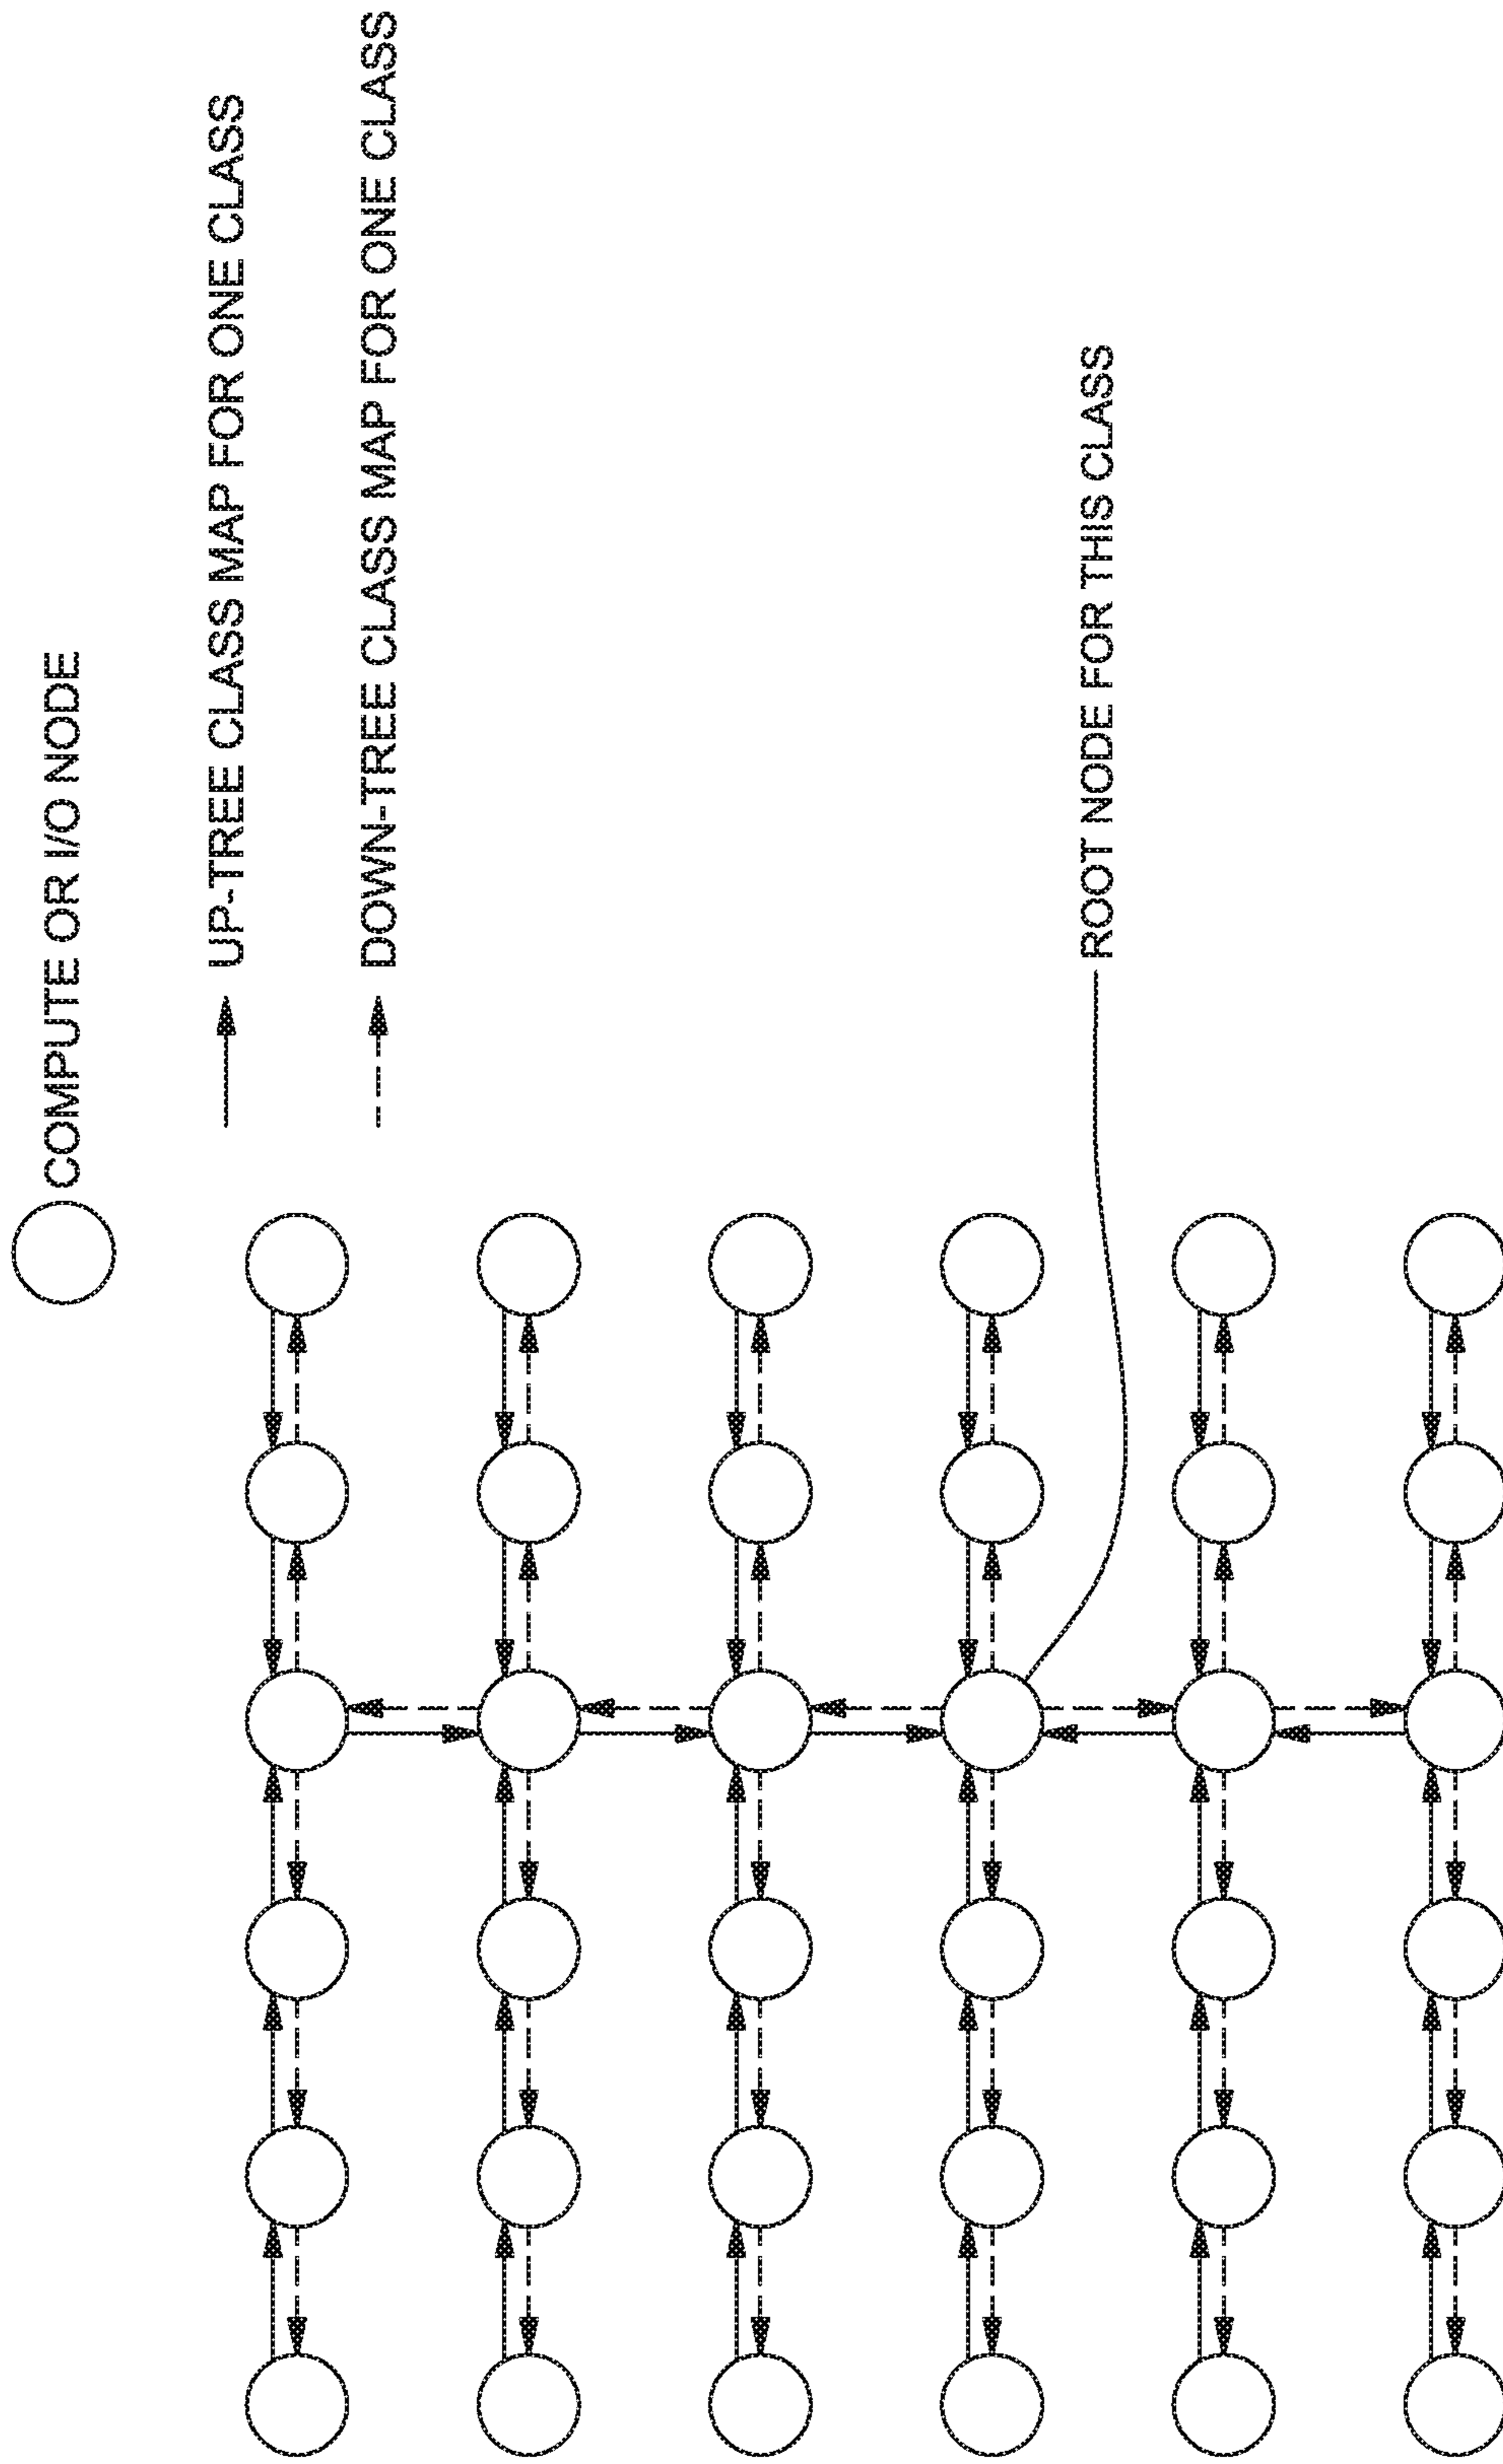 COMPUTE OR I/O NODE
UP-TREE CLASS MAP FOR ONE CLASS
DOWN-TREE CLASS MAP FOR ONE CLASS
ROOT NODE FOR THIS CLASS